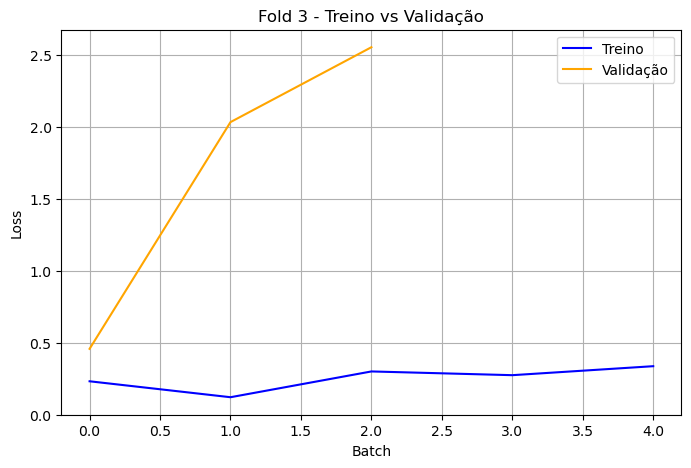 Fold 3 - Treino vs Validação
Treino
Validação
2.5
2.0
1.5
1.0
0.5
0.0
Loss
0.0 0.5 1.0 1.5 2.0 2.5 3.0 3.5 4.0
Batch